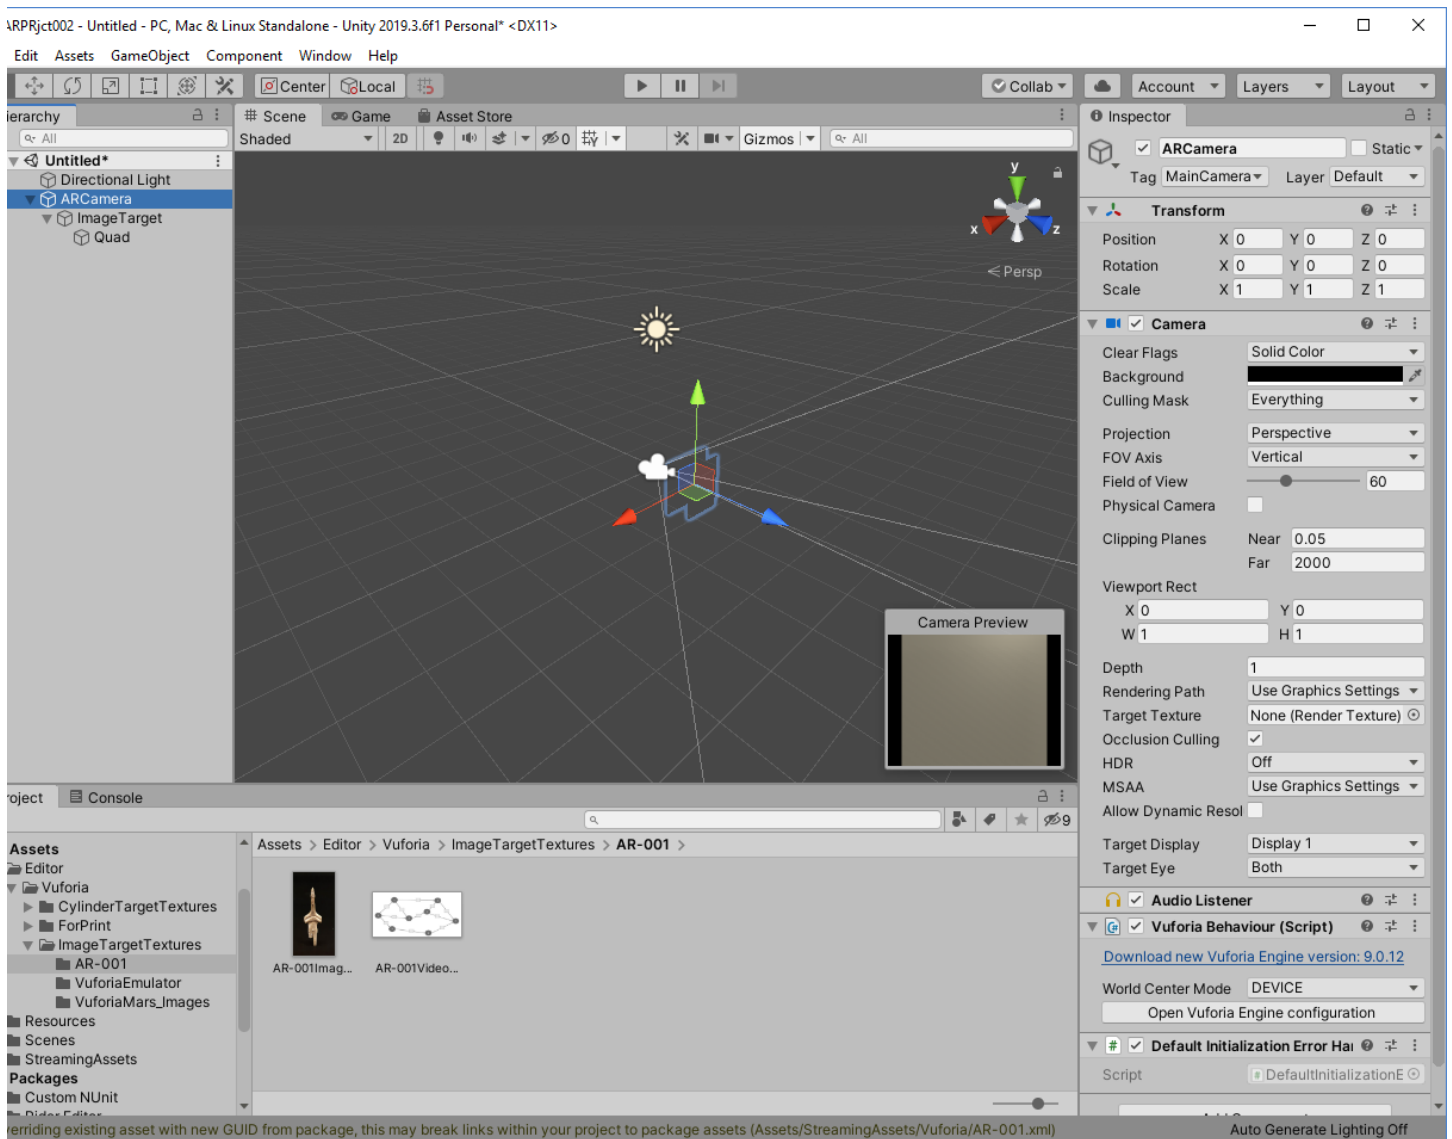 ARPRjct002 - Untitled - PC, Mac & Linux Standalone - Unity 2019.3.6f1 Personal* <DX11>
Edit Assets GameObject Component Window Help
Center Local Collab Account Layers Layout
ierarchy
All
Untitled*
Directional Light
ARCamera
ImageTarget
Quad
Scene Game Asset Store
Shaded 2D 0 Gizmos All
y
x z
Persp
Camera Preview
Inspector
ARCamera Static
Tag MainCamera Layer Default
Transform
Position X 0 Y 0 Z 0
Rotation X 0 Y 0 Z 0
Scale X 1 Y 1 Z 1
Camera
Clear Flags Solid Color
Background
Culling Mask Everything
Projection Perspective
FOV Axis Vertical
Field of View 60
Physical Camera
Clipping Planes Near 0.05
Far 2000
Viewport Rect
X 0 Y 0
W 1 H 1
Depth 1
Rendering Path Use Graphics Settings
Target Texture None (Render Texture)
Occlusion Culling
HDR Off
MSAA Use Graphics Settings
Allow Dynamic Resol
Target Display Display 1
Target Eye Both
Audio Listener
Vuforia Behaviour (Script)
Download new Vuforia Engine version: 9.0.12
World Center Mode DEVICE
Open Vuforia Engine configuration
Default Initialization Error Ha
Script DefaultInitializationE
roject Console
9
Assets
Editor
Vuforia
CylinderTargetTextures
ForPrint
ImageTargetTextures
AR-001
VuforiaEmulator
VuforiaMars_Images
Resources
Scenes
StreamingAssets
Packages
Custom NUnit
Assets > Editor > Vuforia > ImageTargetTextures > AR-001 >
AR-001Imag... AR-001Video...
verriding existing asset with new GUID from package, this may break links within your project to package assets (Assets/StreamingAssets/Vuforia/AR-001.xml)
Auto Generate Lighting Off